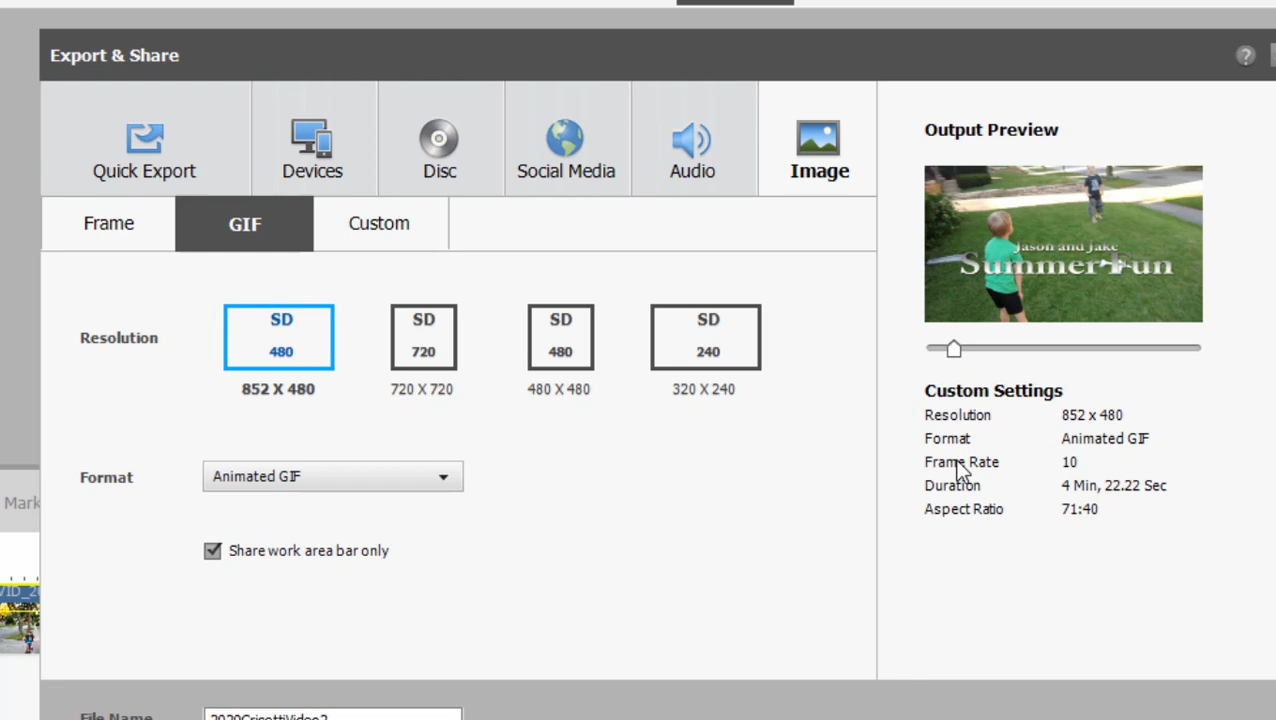 Export & Share
?
Quick Export
Devices
Disc
Social Media
Audio
Image
Frame
GIF
Custom
Resolution
SD
480
852 X 480
SD
720
720 X 720
SD
480
480 X 480
SD
240
320 X 240
Format
Animated GIF
Share work area bar only
Output Preview
Jason and Jake
Summer Fun
Custom Settings
Resolution 852 x 480
Format Animated GIF
Frame Rate 10
Duration 4 Min, 22.22 Sec
Aspect Ratio 71:40
Mark
File Name